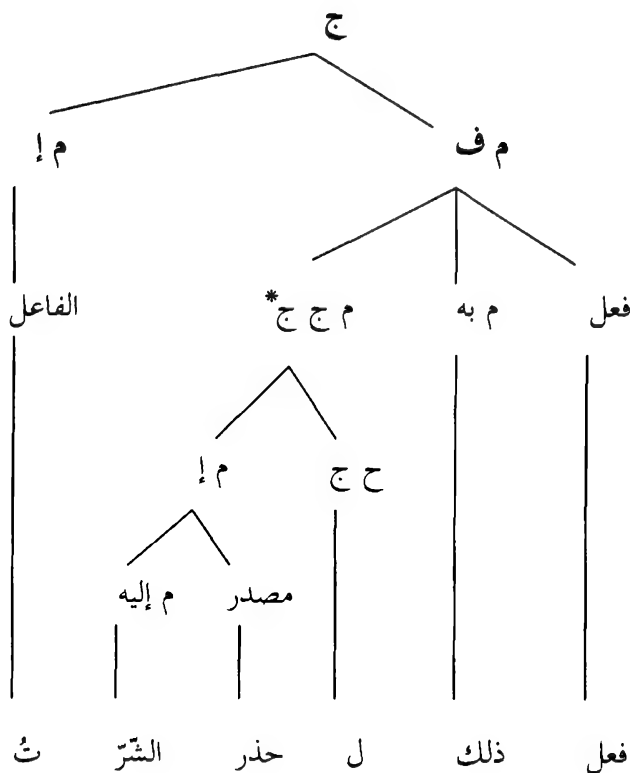 ج
م ف م إ
فعل م به م ج ج* الفاعل
ح ج م إ
مصدر م إليه
فعل ذلك ل حذر الشّرّ تُ